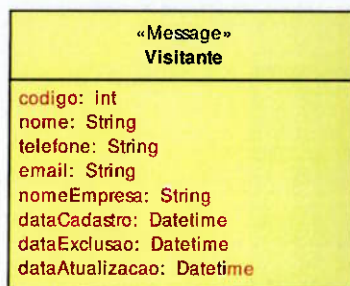 «Message»
Visitante
codigo: int
nome: String
telefone: String
email: String
nomeEmpresa: String
dataCadastro: Datetime
dataExclusao: Datetime
dataAtualizacao: Datetime